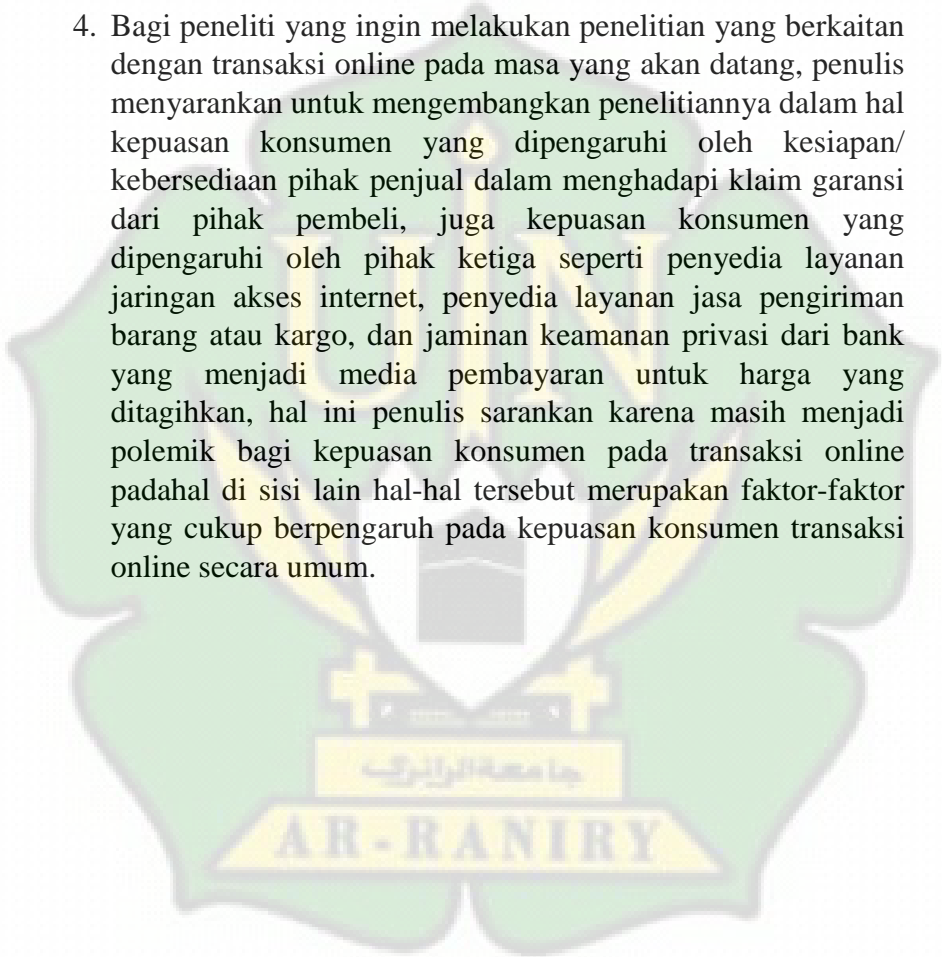 4. Bagi peneliti yang ingin melakukan penelitian yang berkaitan
dengan transaksi online pada masa yang akan datang, penulis
menyarankan untuk mengembangkan penelitiannya dalam hal
kepuasan konsumen yang dipengaruhi oleh kesiapan/
kebersediaan pihak penjual dalam menghadapi klaim garansi
dari pihak pembeli, juga kepuasan konsumen yang
dipengaruhi oleh pihak ketiga seperti penyedia layanan
jaringan akses internet, penyedia layanan jasa pengiriman
barang atau kargo, dan jaminan keamanan privasi dari bank
yang menjadi media pembayaran untuk harga yang
ditagihkan, hal ini penulis sarankan karena masih menjadi
polemik bagi kepuasan konsumen pada transaksi online
padahal di sisi lain hal-hal tersebut merupakan faktor-faktor
yang cukup berpengaruh pada kepuasan konsumen transaksi
online secara umum.
UIN
جامعة الرانري
AR-RANIRY